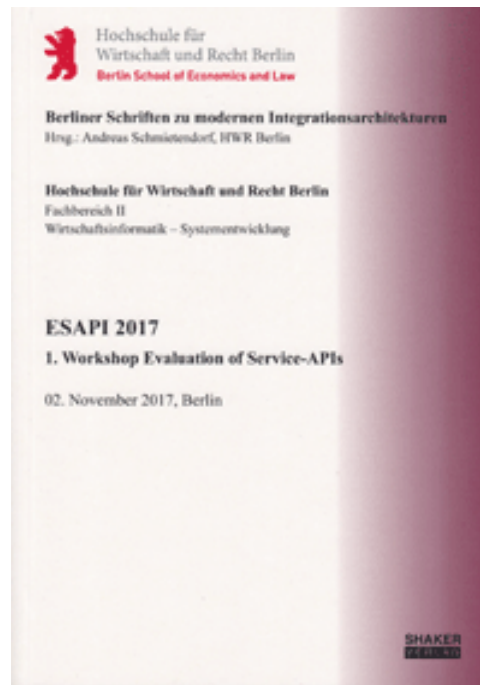 Hochschule für
Wirtschaft und Recht Berlin
Berlin School of Economics and Law
Berliner Schriften zu modernen Integrationsarchitekturen
Hrsg.: Andreas Schmietendorf, HWR Berlin
Hochschule für Wirtschaft und Recht Berlin
Fachbereich II
Wirtschaftsinformatik – Systementwicklung
ESAPI 2017
1. Workshop Evaluation of Service-APIs
02. November 2017, Berlin
SHAKER
VERLAG